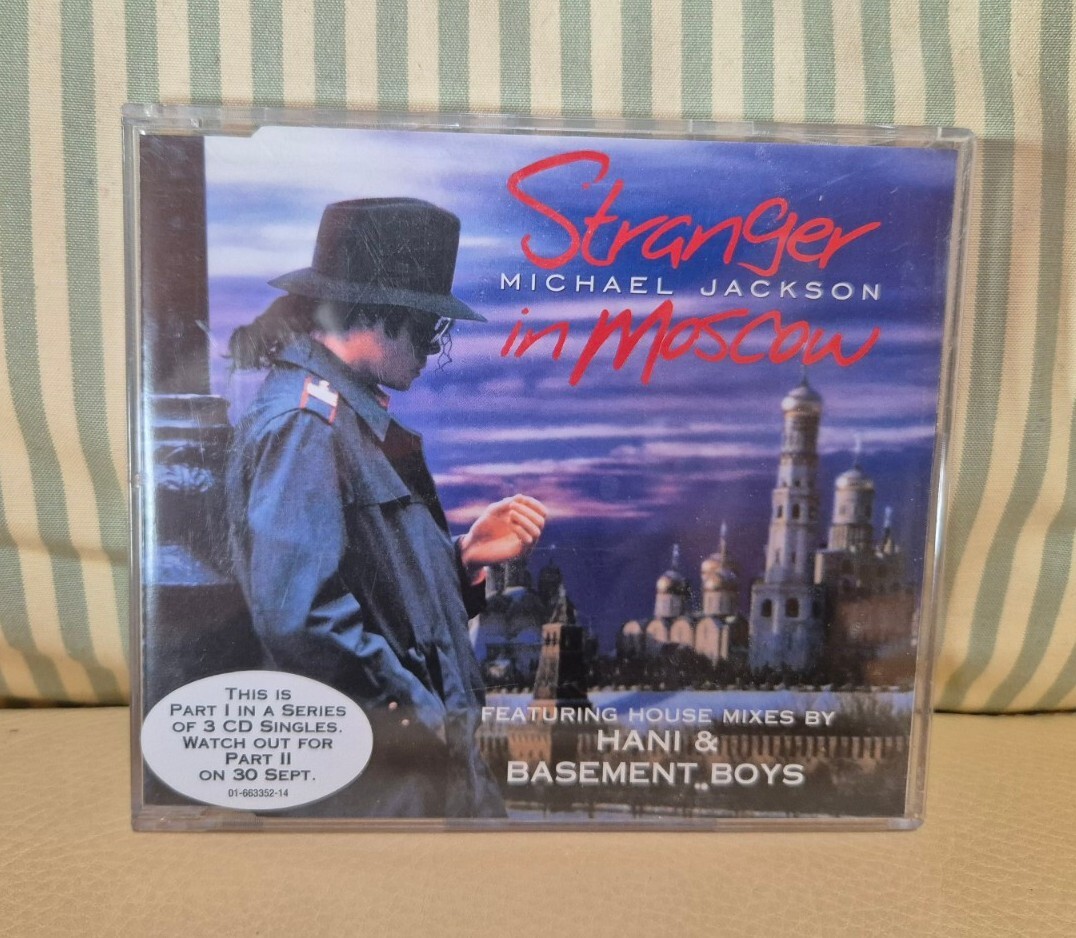 Stranger
MICHAEL JACKSON
in Moscow
FEATURING HOUSE MIXES BY
HANI &
BASEMENT BOYS
THIS IS
PART I IN A SERIES
OF 3 CD SINGLES.
WATCH OUT FOR
PART II
ON 30 SEPT.
01-663352-14